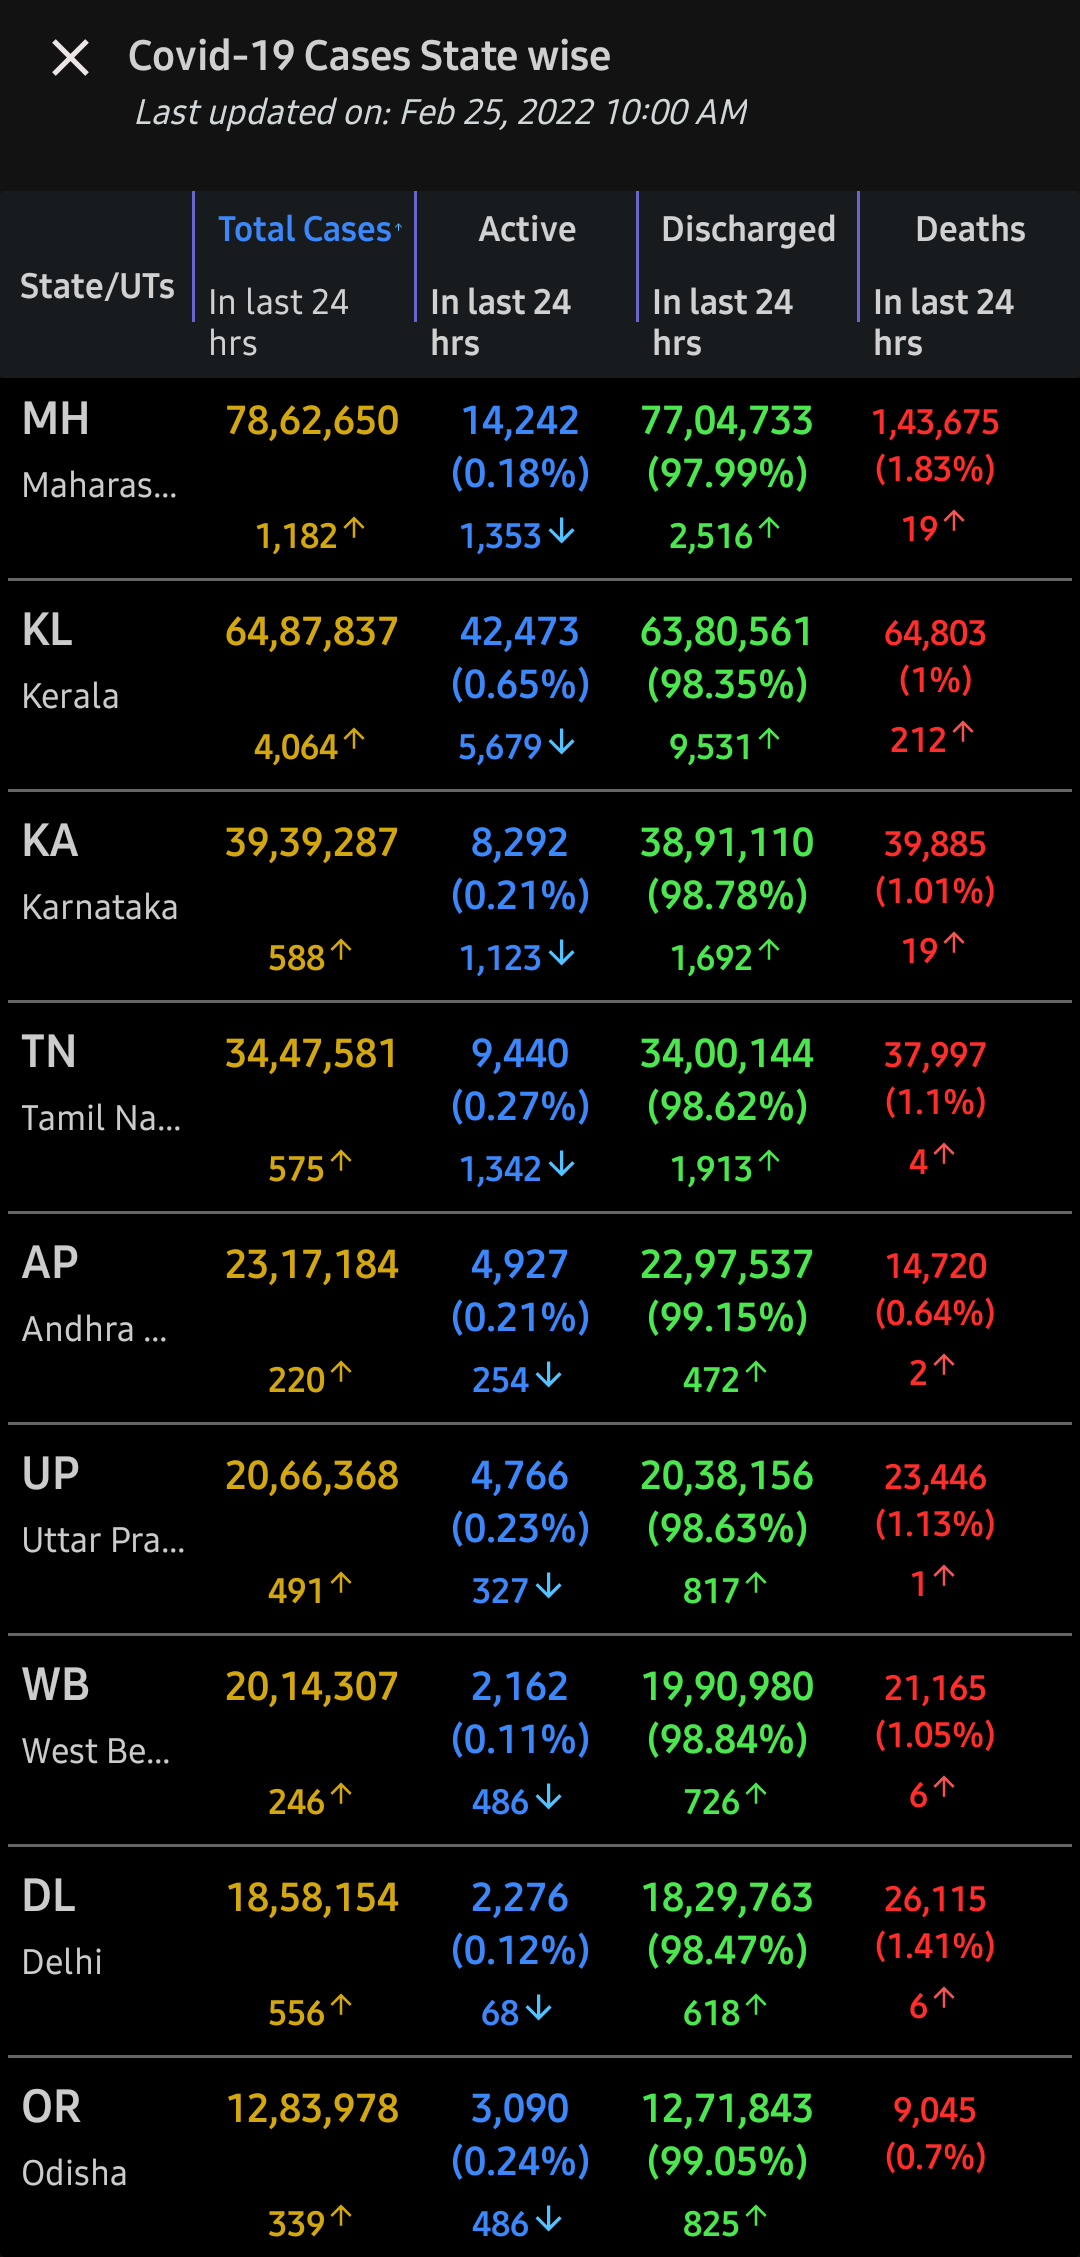 Covid-19 Cases State wise
Last updated on: Feb 25, 2022 10:00 AM
State/UTs
Total Cases↑ Active Discharged Deaths
In last 24 hrs In last 24 hrs In last 24 hrs In last 24 hrs
MH 78,62,650 14,242 77,04,733 1,43,675
Maharas... (0.18%) (97.99%) (1.83%)
1,182↑ 1,353↓ 2,516↑ 19↑
KL 64,87,837 42,473 63,80,561 64,803
Kerala (0.65%) (98.35%) (1%)
4,064↑ 5,679↓ 9,531↑ 212↑
KA 39,39,287 8,292 38,91,110 39,885
Karnataka (0.21%) (98.78%) (1.01%)
588↑ 1,123↓ 1,692↑ 19↑
TN 34,47,581 9,440 34,00,144 37,997
Tamil Na... (0.27%) (98.62%) (1.1%)
575↑ 1,342↓ 1,913↑ 4↑
AP 23,17,184 4,927 22,97,537 14,720
Andhra ... (0.21%) (99.15%) (0.64%)
220↑ 254↓ 472↑ 2↑
UP 20,66,368 4,766 20,38,156 23,446
Uttar Pra... (0.23%) (98.63%) (1.13%)
491↑ 327↓ 817↑ 1↑
WB 20,14,307 2,162 19,90,980 21,165
West Be... (0.11%) (98.84%) (1.05%)
246↑ 486↓ 726↑ 6↑
DL 18,58,154 2,276 18,29,763 26,115
Delhi (0.12%) (98.47%) (1.41%)
556↑ 68↓ 618↑ 6↑
OR 12,83,978 3,090 12,71,843 9,045
Odisha (0.24%) (99.05%) (0.7%)
339↑ 486↓ 825↑